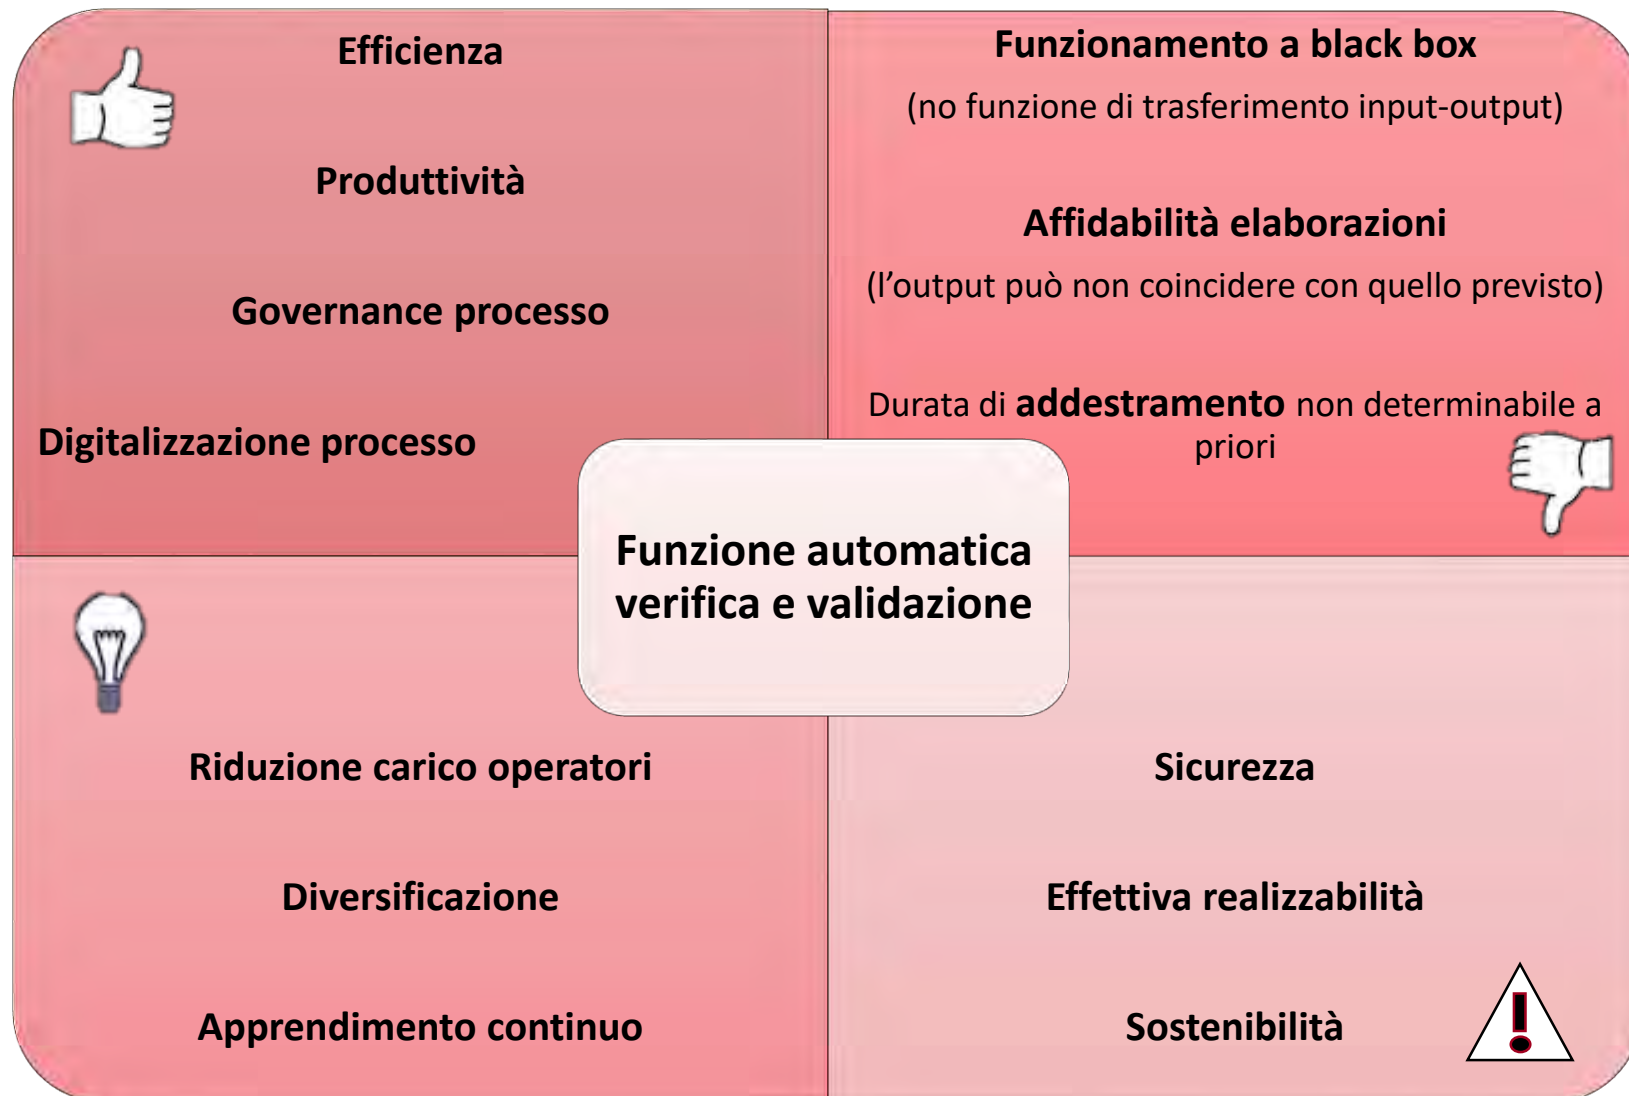 Efficienza
Produttività
Governance processo
Digitalizzazione processo
Funzionamento a black box
(no funzione di trasferimento input-output)
Affidabilità elaborazioni
(l'output può non coincidere con quello previsto)
Durata di addestramento non determinabile a
priori
Funzione automatica
verifica e validazione
Riduzione carico operatori
Diversificazione
Apprendimento continuo
Sicurezza
Effettiva realizzabilità
Sostenibilità